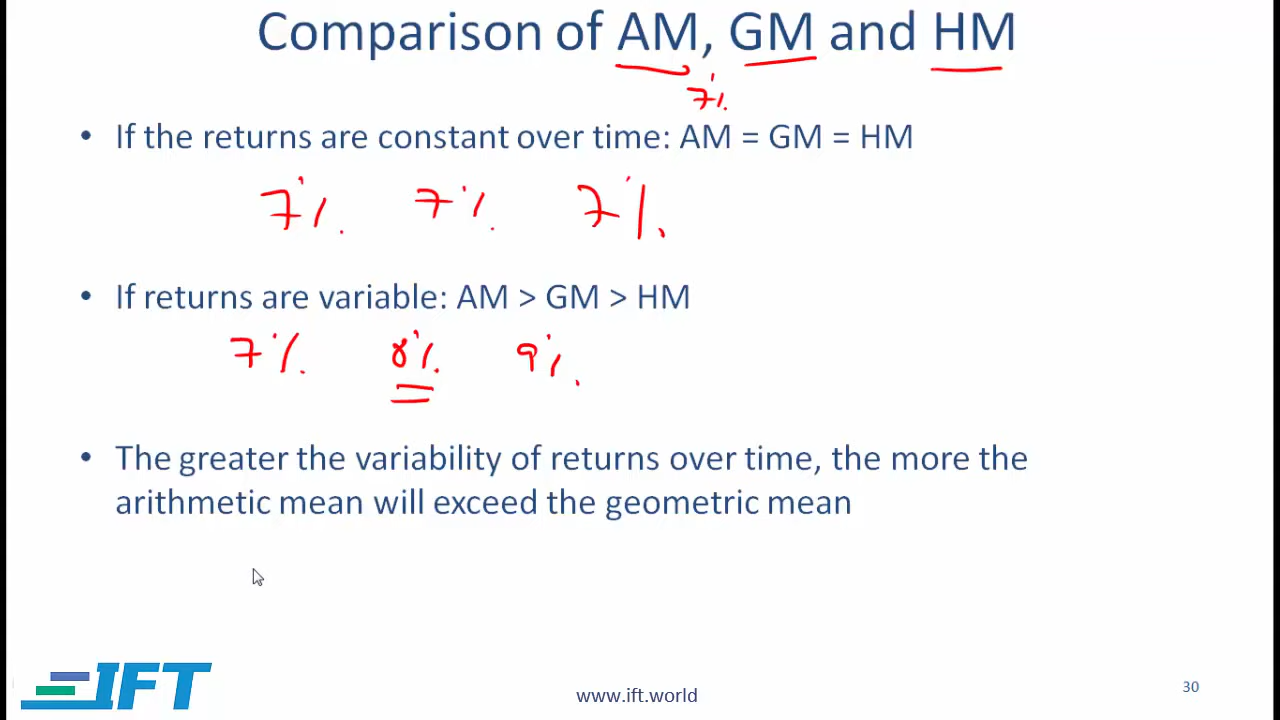 Comparison of AM, GM and HM
7%
• If the returns are constant over time: AM = GM = HM
7% 7% 7%
• If returns are variable: AM > GM > HM
7% 8% 9%
• The greater the variability of returns over time, the more the
arithmetic mean will exceed the geometric mean
IFT
www.ift.world
30